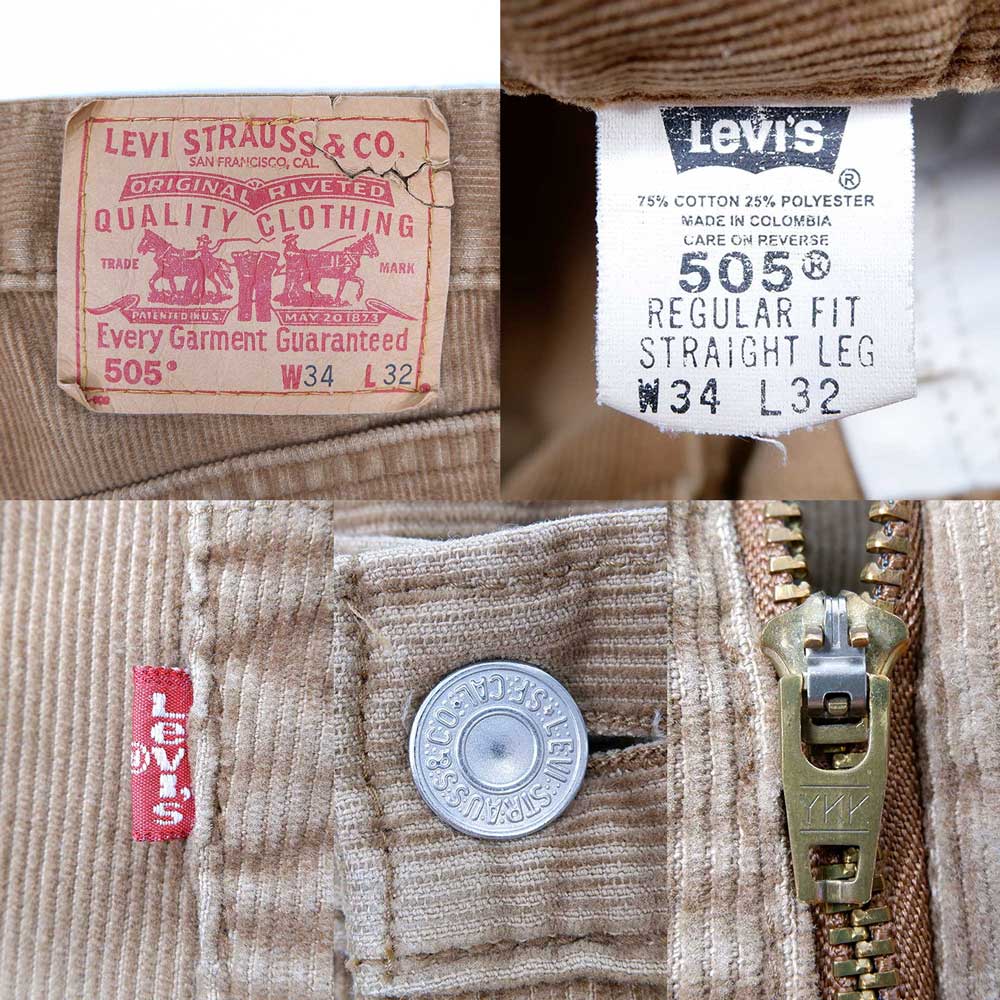 LEVI STRAUSS & CO.
SAN FRANCISCO, CAL.
ORIGINAL RIVETED
QUALITY CLOTHING
TRADE MARK
PATENTED IN U.S. MAY 20 1873
Every Garment Guaranteed
505® W34 L32
LEVI'S
®
75% COTTON 25% POLYESTER
MADE IN COLOMBIA
CARE ON REVERSE
505®
REGULAR FIT
STRAIGHT LEG
W34 L32
Levi's
®
LEVI STRAUSS & CO. S.F. CAL.
YKK